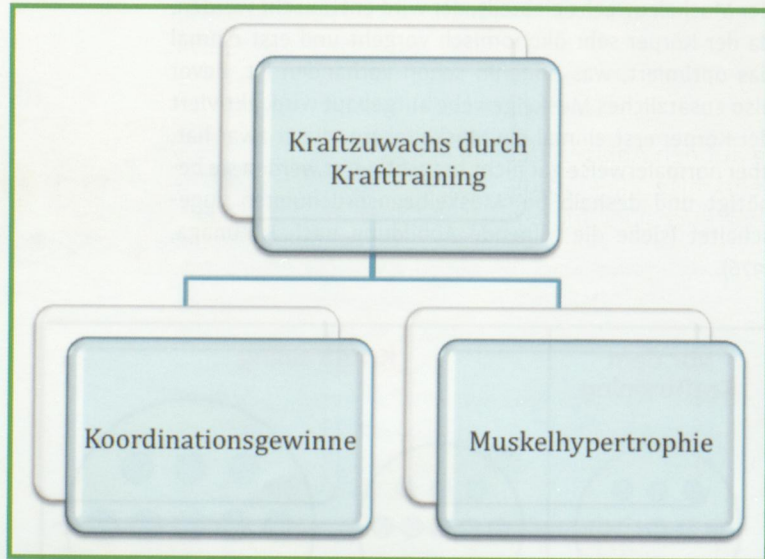 Kraftzuwachs durch
Krafttraining
Koordinationsgewinne
Muskelhypertrophie